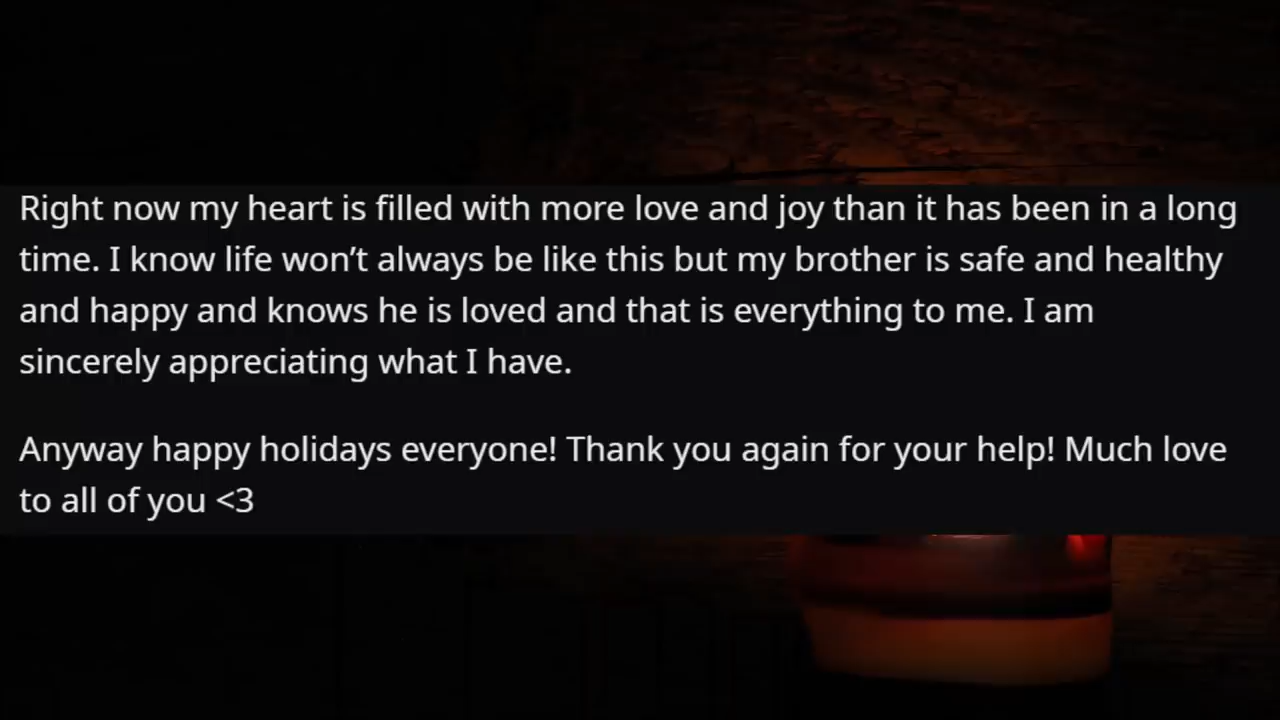 Right now my heart is filled with more love and joy than it has been in a long
time. I know life won’t always be like this but my brother is safe and healthy
and happy and knows he is loved and that is everything to me. I am
sincerely appreciating what I have.
Anyway happy holidays everyone! Thank you again for your help! Much love
to all of you <3